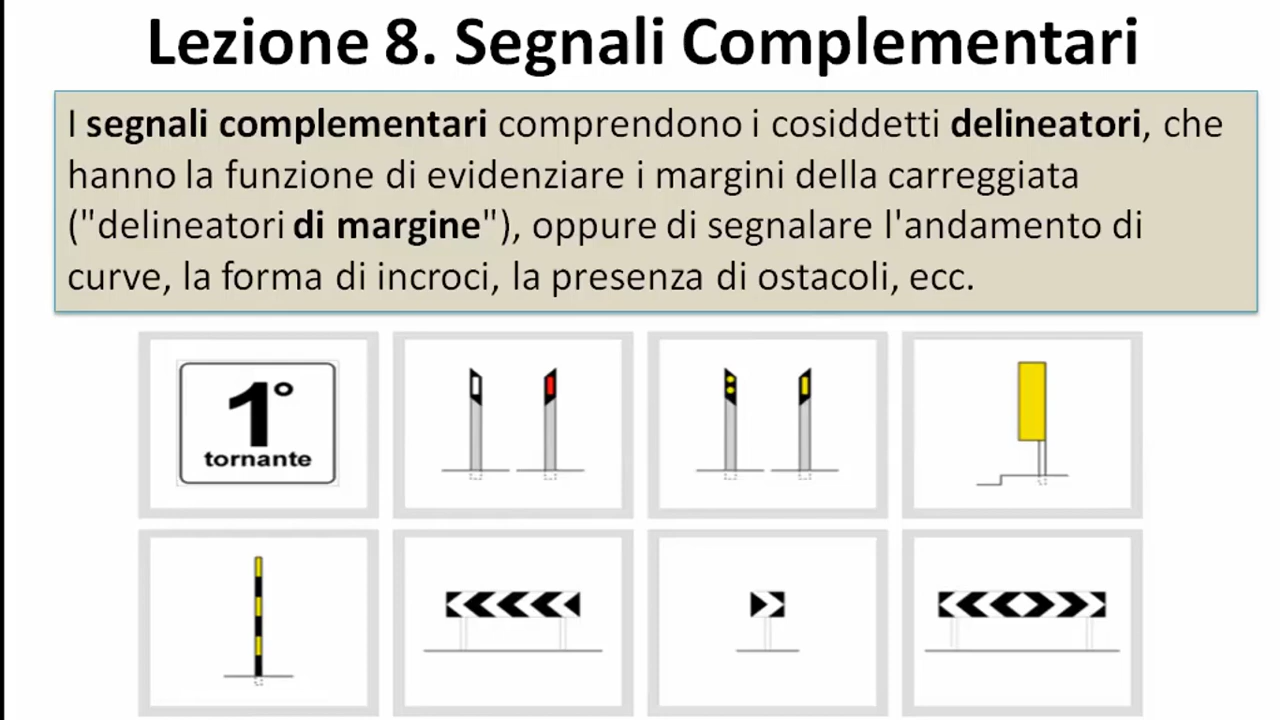 Lezione 8. Segnali Complementari
I segnali complementari comprendono i cosiddetti delineatori, che
hanno la funzione di evidenziare i margini della carreggiata
("delineatori di margine"), oppure di segnalare l'andamento di
curve, la forma di incroci, la presenza di ostacoli, ecc.
1°
tornante